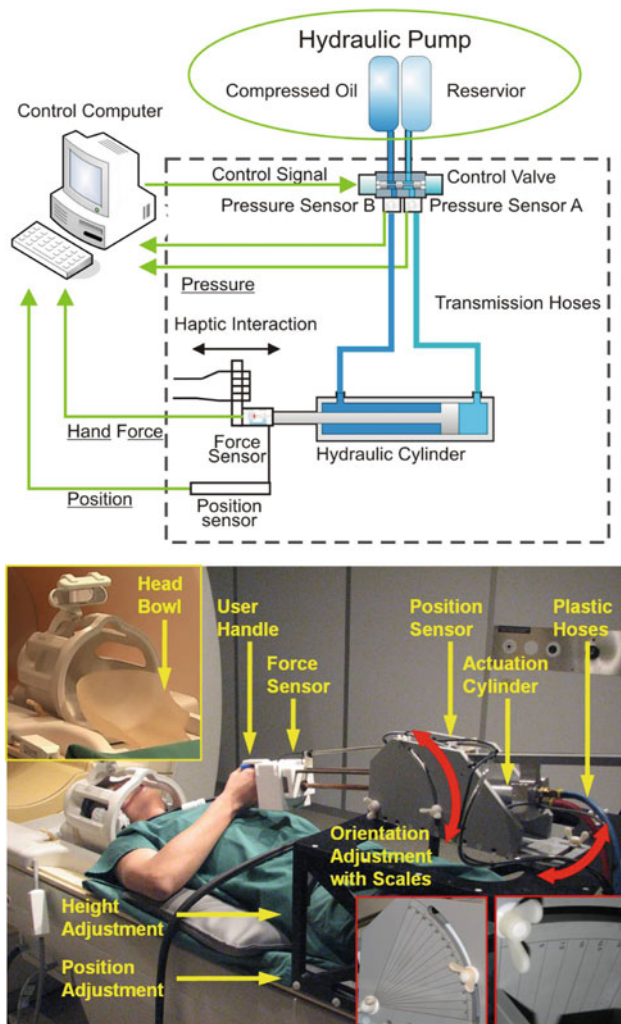 Hydraulic Pump
Compressed Oil
Reservior
Control Computer
Control Signal
Control Valve
Pressure Sensor B
Pressure Sensor A
Pressure
Transmission Hoses
Haptic Interaction
Hand Force
Force
Sensor
Hydraulic Cylinder
Position
Position
sensor
Head
Bowl
User
Handle
Force
Sensor
Position
Sensor
Actuation
Cylinder
Plastic
Hoses
Orientation
Adjustment
with Scales
Height
Adjustment
Position
Adjustment